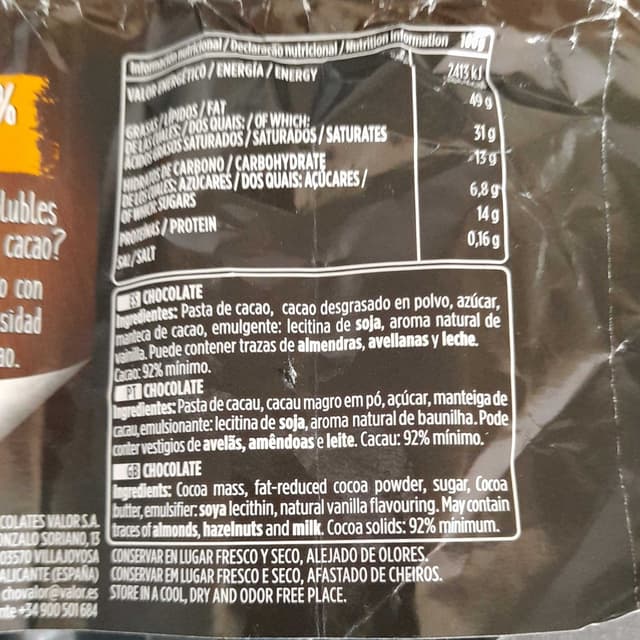 %
lubles
cacao?
o con
sidad
ao.
Información nutricional / Declaração nutricional / Nutrition Information 100g
VALOR ENERGÉTICO / ENERGIA / ENERGY 2413 kJ
GRASAS / LÍPIDOS / FAT 49 g
DE LAS CUALES: / DOS QUAIS: / OF WHICH:
ÁCIDOS GRASOS SATURADOS / SATURADOS / SATURATES 31 g
HIDRATOS DE CARBONO / CARBOHYDRATE 13 g
DE LOS CUALES: AZÚCARES / DOS QUAIS: AÇÚCARES /
OF WHICH SUGARS 6,8 g
PROTEÍNAS / PROTEIN 14 g
SAL / SALT 0,16 g
ES CHOCOLATE
Ingredientes: Pasta de cacao, cacao desgrasado en polvo, azúcar,
manteca de cacao, emulgente: lecitina de soja, aroma natural de
vainilla. Puede contener trazas de almendras, avellanas y leche.
Cacao: 92% mínimo.
PT CHOCOLATE
Ingredientes: Pasta de cacau, cacau magro em pó, açúcar, manteiga de
cacau, emulsionante: lecitina de soja, aroma natural de baunilha. Pode
conter vestigios de avelãs, amêndoas e leite. Cacau: 92% mínimo.
GB CHOCOLATE
Ingredients: Cocoa mass, fat-reduced cocoa powder, sugar, Cocoa
butter, emulsifier: soya lecithin, natural vanilla flavouring. May contain
traces of almonds, hazelnuts and milk. Cocoa solids: 92% minimum.
COLATES VALOR S.A.
ONZALO SORIANO, 13
03570 VILLAJOYOSA
ALICANTE (ESPAÑA)
chovalor@valor.es
nte +34 900 501 684
CONSERVAR EN LUGAR FRESCO Y SECO, ALEJADO DE OLORES.
CONSERVAR EM LUGAR FRESCO E SECO, AFASTADO DE CHEIROS.
STORE IN A COOL, DRY AND ODOR FREE PLACE.